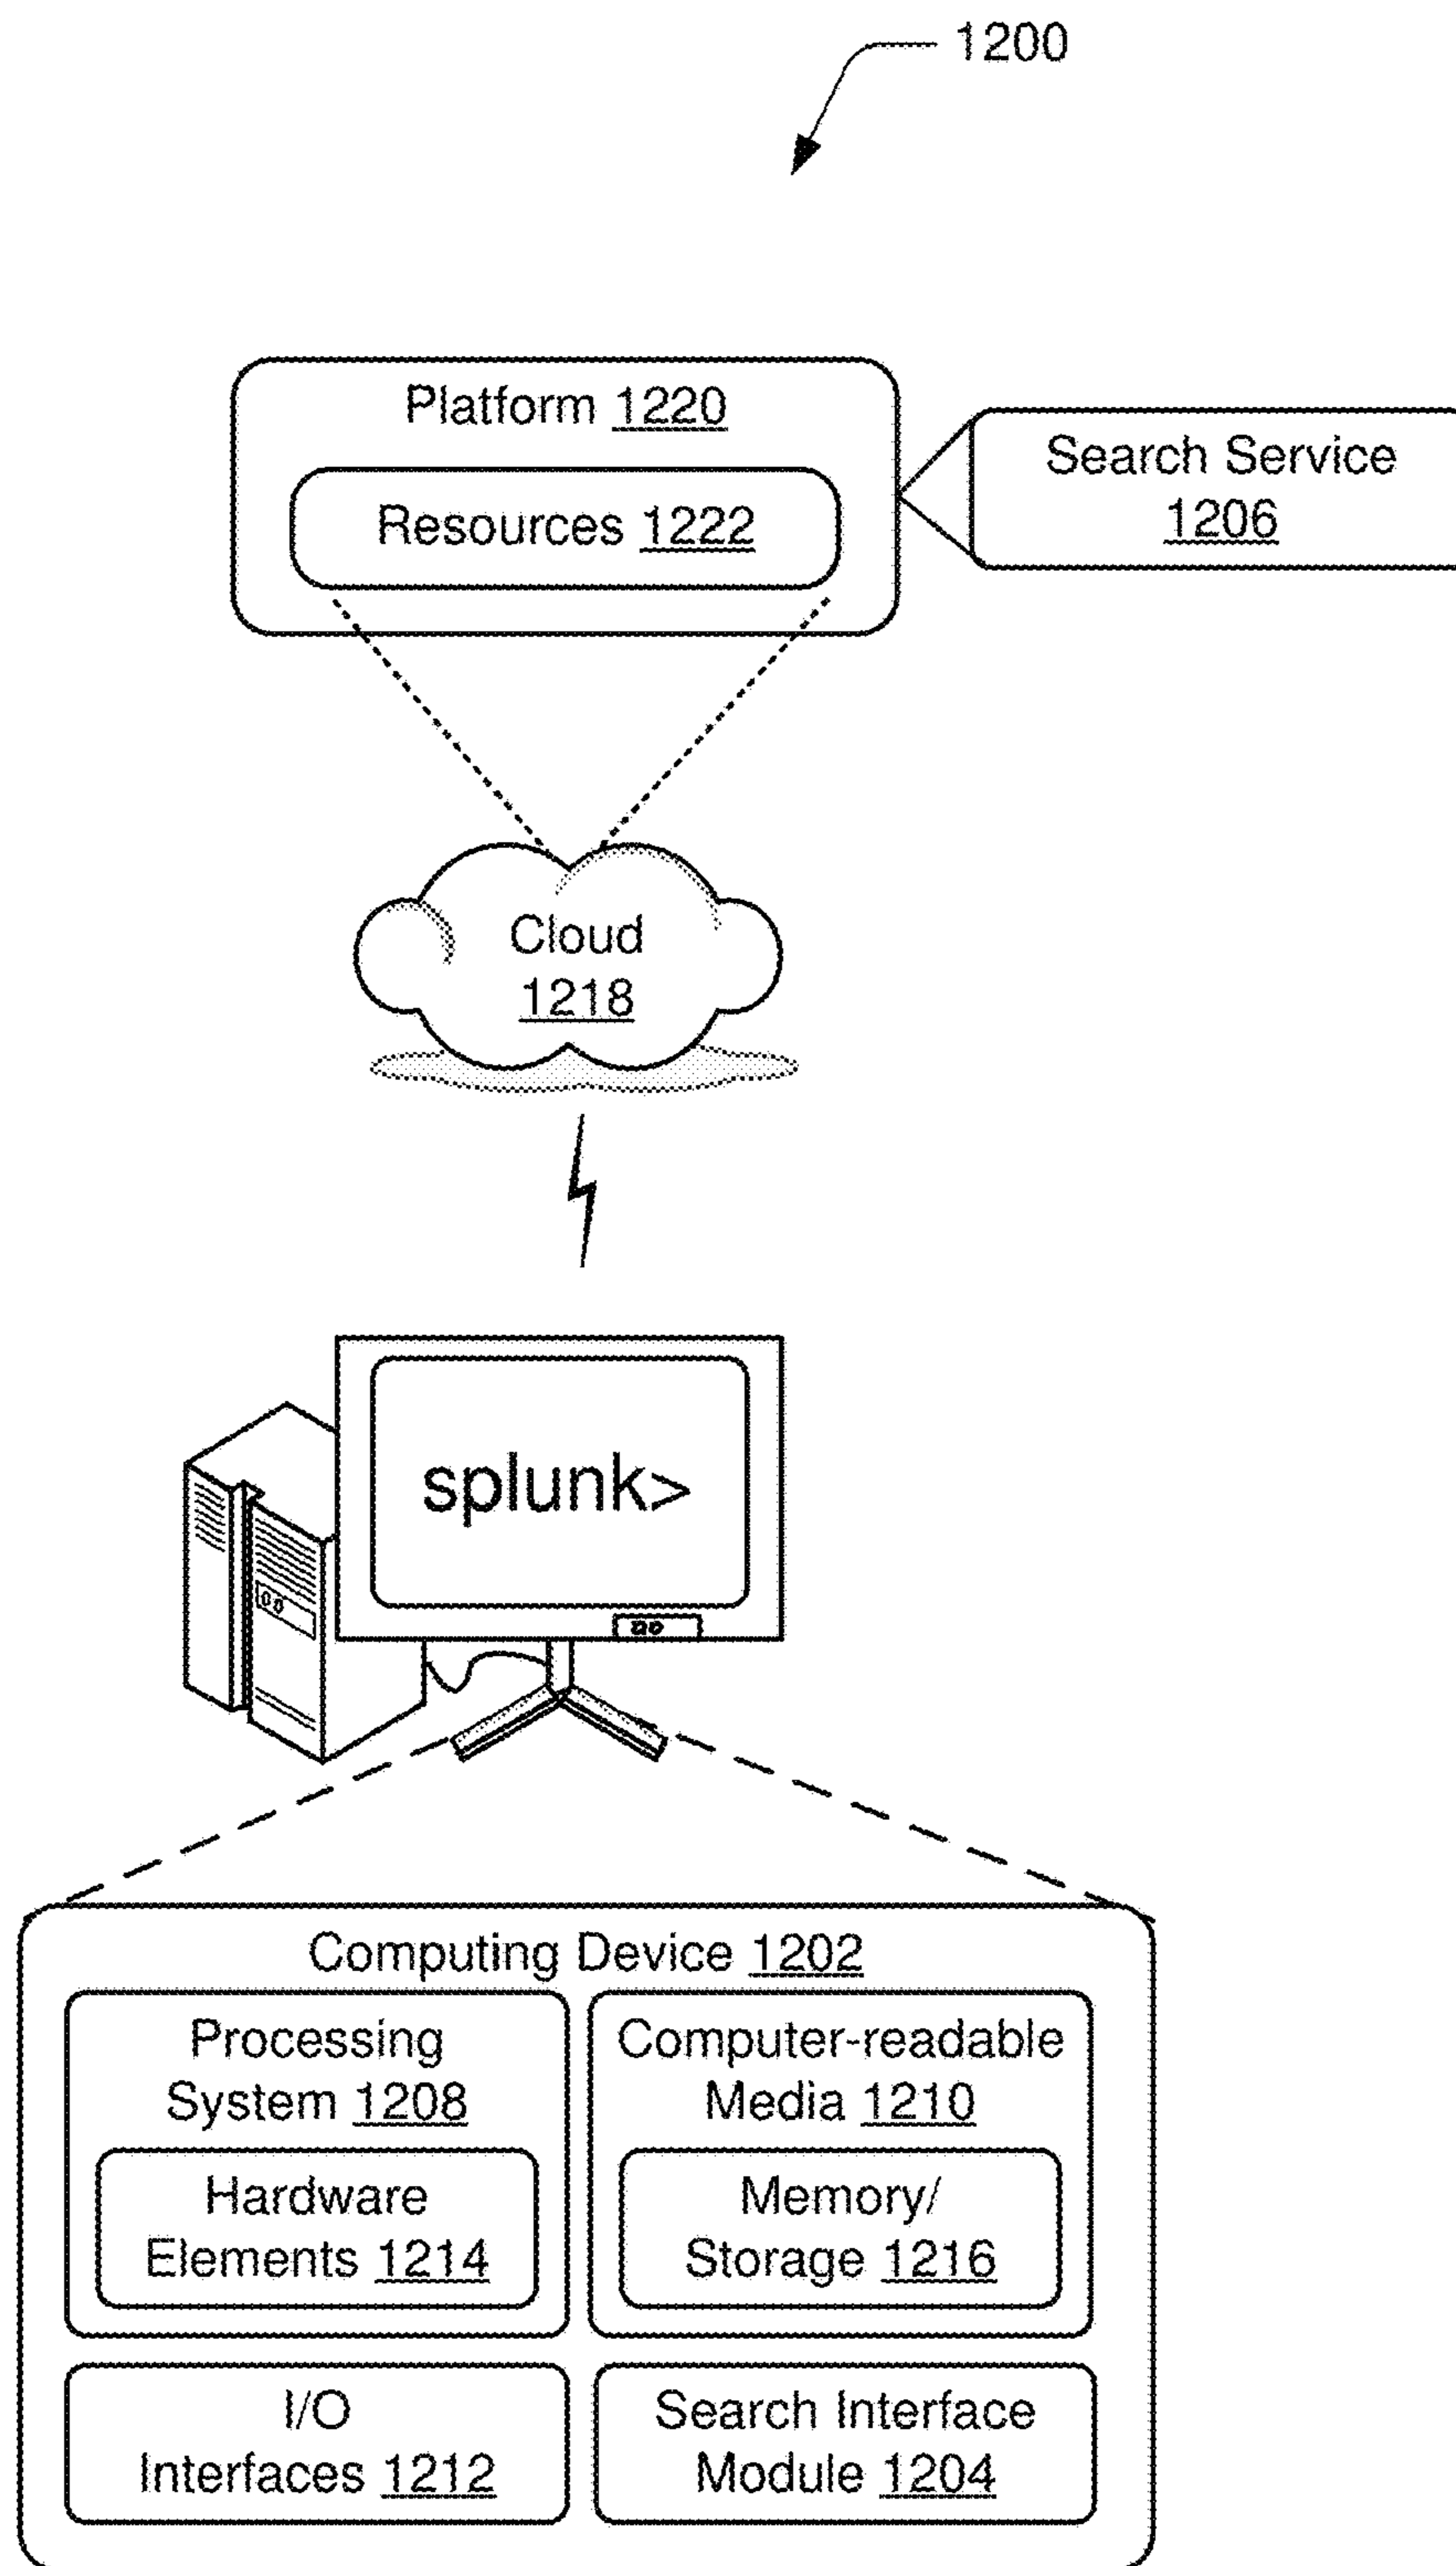 1200
Platform 1220
Resources 1222
Search Service
1206
Cloud
1218
splunk>
Computing Device 1202
Processing
System 1208
Hardware
Elements 1214
Computer-readable
Media 1210
Memory/
Storage 1216
I/O
Interfaces 1212
Search Interface
Module 1204